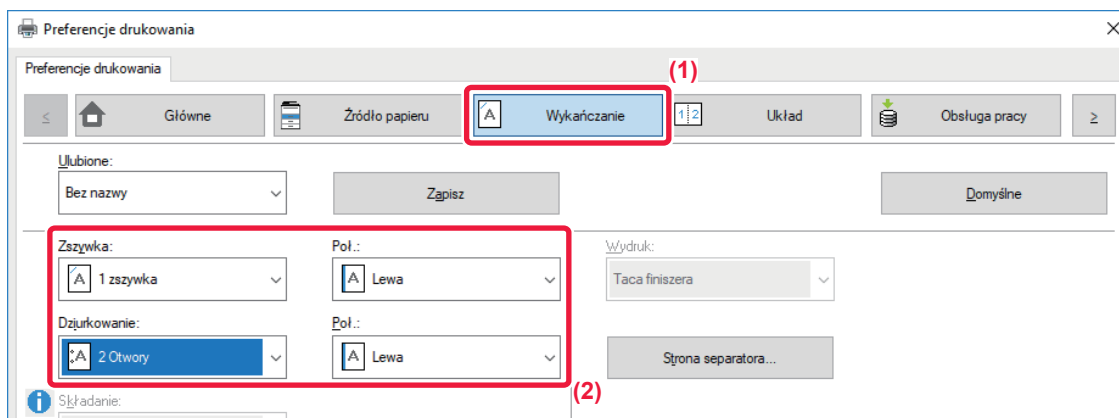 Preferencje drukowania
Preferencje drukowania
(1)
< Główne Źródło papieru Wykańczanie Układ Obsługa pracy >
Ulubione:
Bez nazwy Zapisz Domyślne
Zszywka: Poł.: Wydruk:
1 zszywka Lewa Taca finiszera
Dziurkowanie: Poł.:
2 Otwory Lewa Strona separatora...
(2)
Składanie: